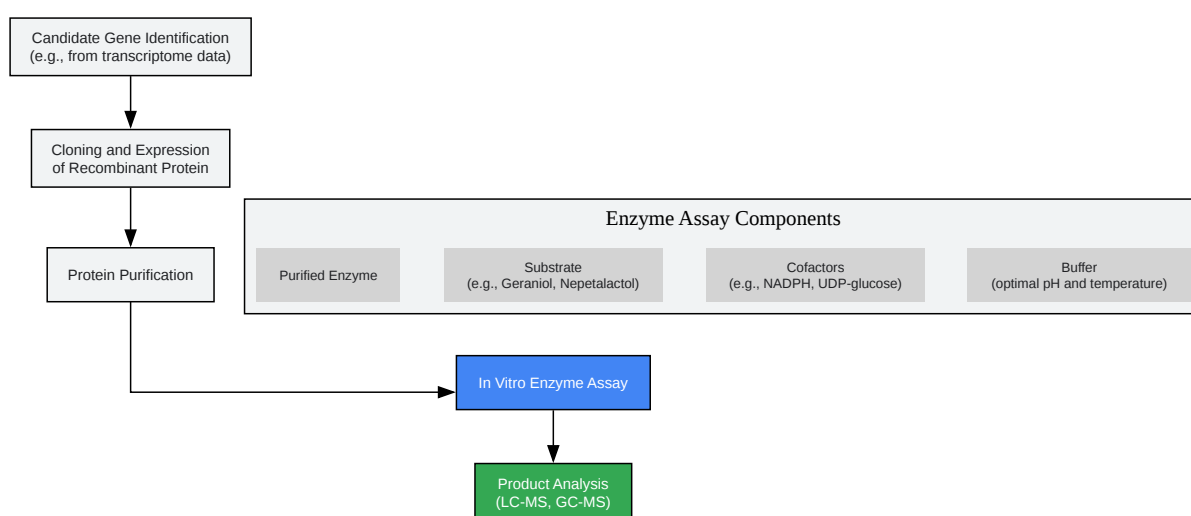 Candidate Gene Identification
(e.g., from transcriptome data)
Cloning and Expression
of Recombinant Protein
Protein Purification
Enzyme Assay Components
Purified Enzyme
Substrate
(e.g., Geraniol, Nepetalactol)
Cofactors
(e.g., NADPH, UDP-glucose)
Buffer
(optimal pH and temperature)
In Vitro Enzyme Assay
Product Analysis
(LC-MS, GC-MS)